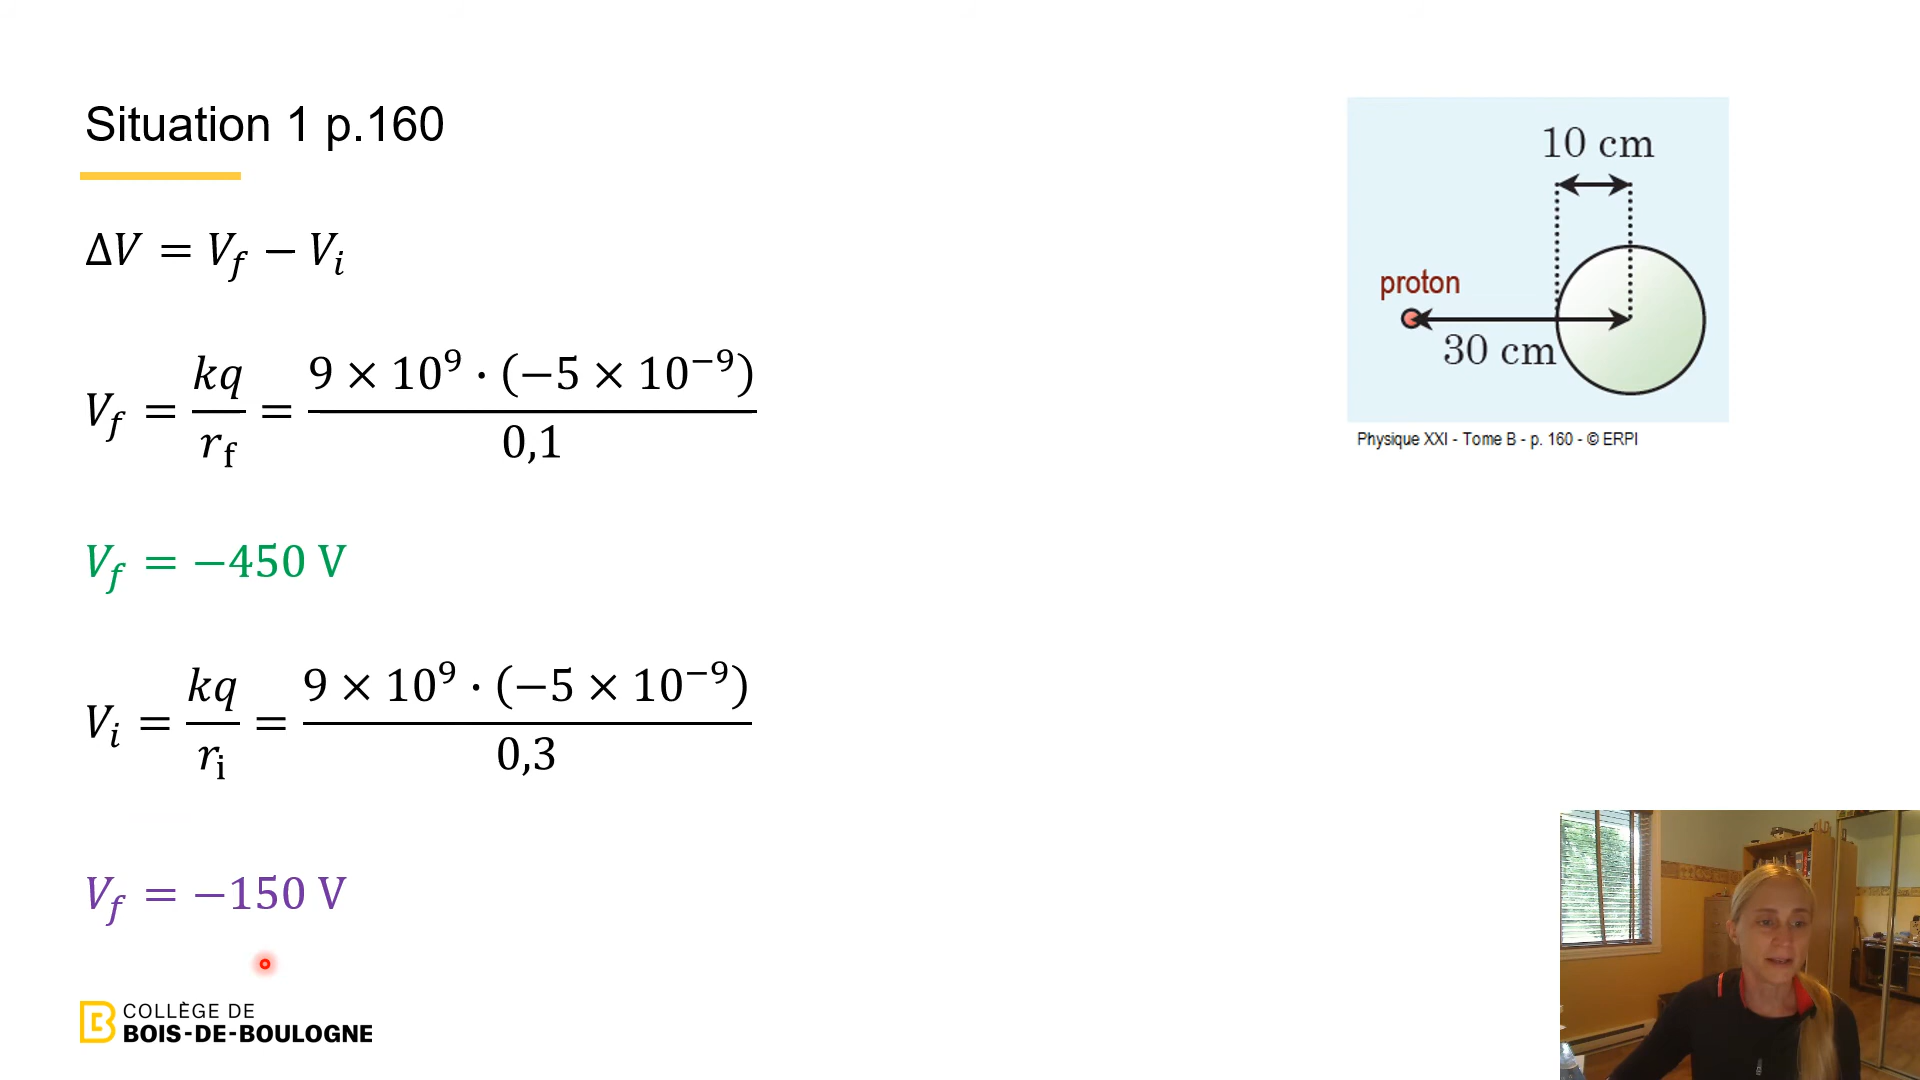 Situation 1 p.160
ΔV = V_f − V_i
V_f = kq/r_f = 9 × 10⁹ · (−5 × 10⁻⁹)/0,1
V_f = −450 V
V_i = kq/r_i = 9 × 10⁹ · (−5 × 10⁻⁹)/0,3
V_f = −150 V
10 cm
proton
30 cm
Physique XXI - Tome B - p. 160 - © ERPI
COLLÈGE DE
BOIS-DE-BOULOGNE